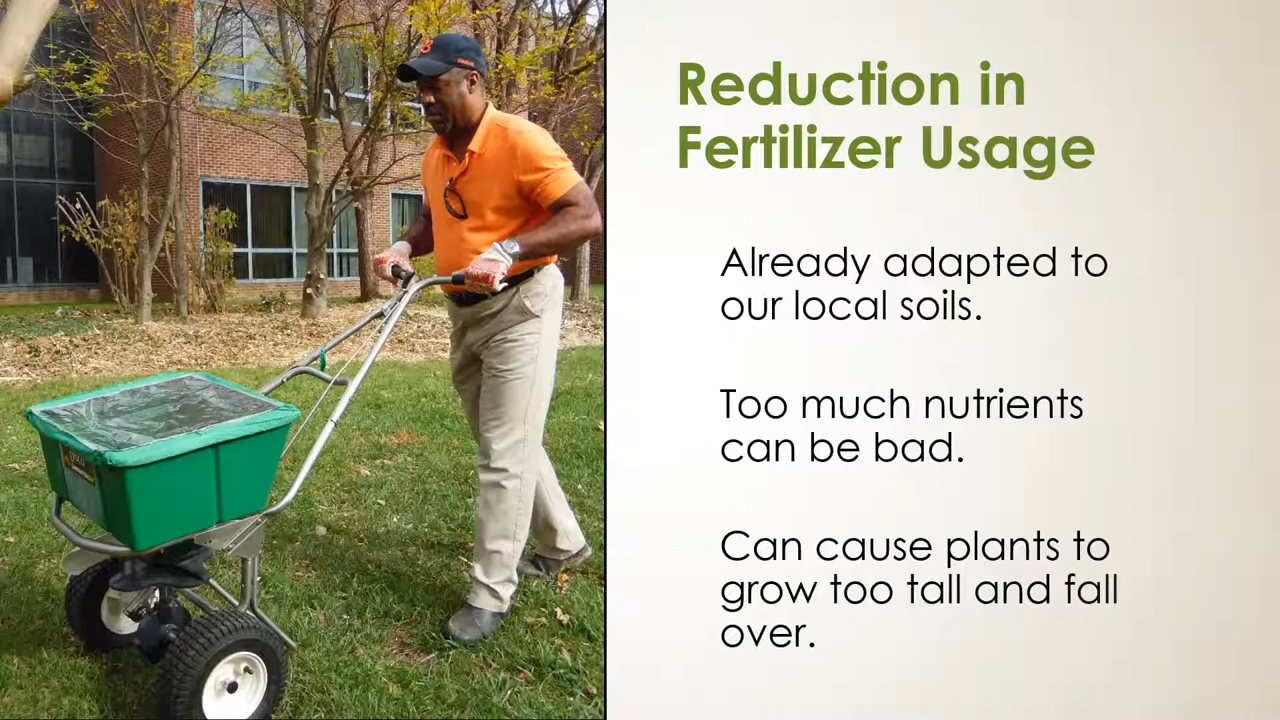 Reduction in
Fertilizer Usage
Already adapted to
our local soils.
Too much nutrients
can be bad.
Can cause plants to
grow too tall and fall
over.